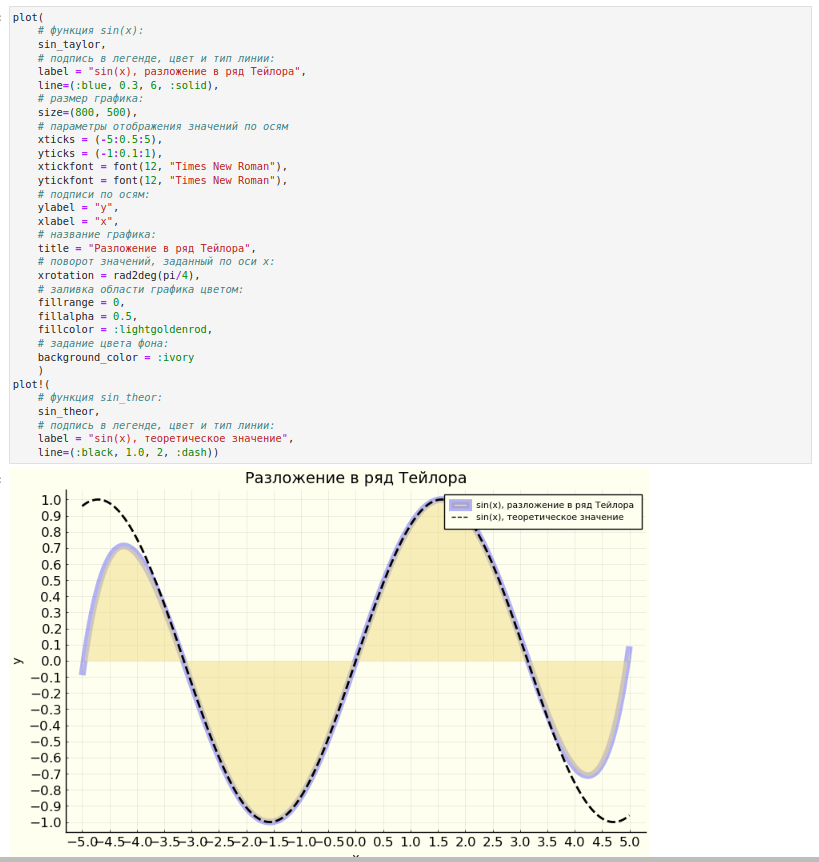 plot(
    # функция sin(x):
    sin_taylor,
    # подпись в легенде, цвет и тип линии:
    label = "sin(x), разложение в ряд Тейлора",
    line=(:blue, 0.3, 6, :solid),
    # размер графика:
    size=(800, 500),
    # параметры отображения значений по осям
    xticks = (-5:0.5:5),
    yticks = (-1:0.1:1),
    xtickfont = font(12, "Times New Roman"),
    ytickfont = font(12, "Times New Roman"),
    # подписи по осям:
    ylabel = "y",
    xlabel = "x",
    # название графика:
    title = "Разложение в ряд Тейлора",
    # поворот значений, заданный по оси x:
    xrotation = rad2deg(pi/4),
    # заливка области графика цветом:
    fillrange = 0,
    fillalpha = 0.5,
    fillcolor = :lightgoldenrod,
    # задание цвета фона:
    background_color = :ivory
    )
plot!(
    # функция sin_theor:
    sin_theor,
    # подпись в легенде, цвет и тип линии:
    label = "sin(x), теоретическое значение",
    line=(:black, 1.0, 2, :dash))
Разложение в ряд Тейлора
sin(x), разложение в ряд Тейлора
sin(x), теоретическое значение
1.0
0.9
0.8
0.7
0.6
0.5
0.4
0.3
0.2
0.1
0.0
−0.1
−0.2
−0.3
−0.4
−0.5
−0.6
−0.7
−0.8
−0.9
−1.0
y
−5.0 −4.5 −4.0 −3.5 −3.0 −2.5 −2.0 −1.5 −1.0 −0.5 0.0 0.5 1.0 1.5 2.0 2.5 3.0 3.5 4.0 4.5 5.0